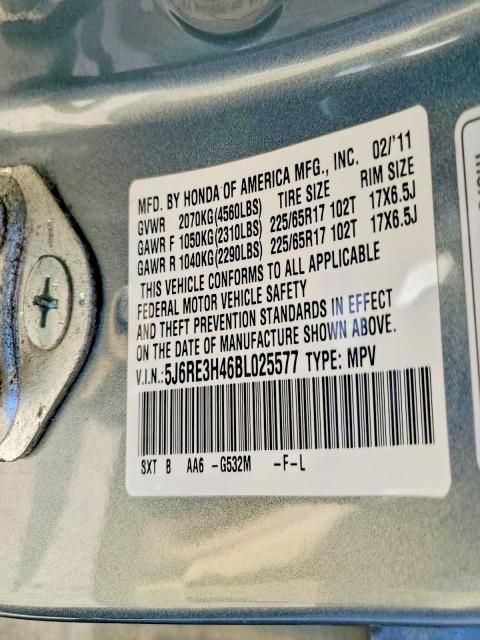 MFD. BY HONDA OF AMERICA MFG., INC. 02/'11
GVWR 2070KG(4560LBS) TIRE SIZE RIM SIZE
GAWR F 1050KG(2310LBS) 225/65R17 102T 17X6.5J
GAWR R 1040KG(2290LBS) 225/65R17 102T 17X6.5J
THIS VEHICLE CONFORMS TO ALL APPLICABLE
FEDERAL MOTOR VEHICLE SAFETY
AND THEFT PREVENTION STANDARDS IN EFFECT
ON THE DATE OF MANUFACTURE SHOWN ABOVE.
V.I.N.:5J6RE3H46BL025577 TYPE: MPV
SXT B AA6 -G532M -F-L